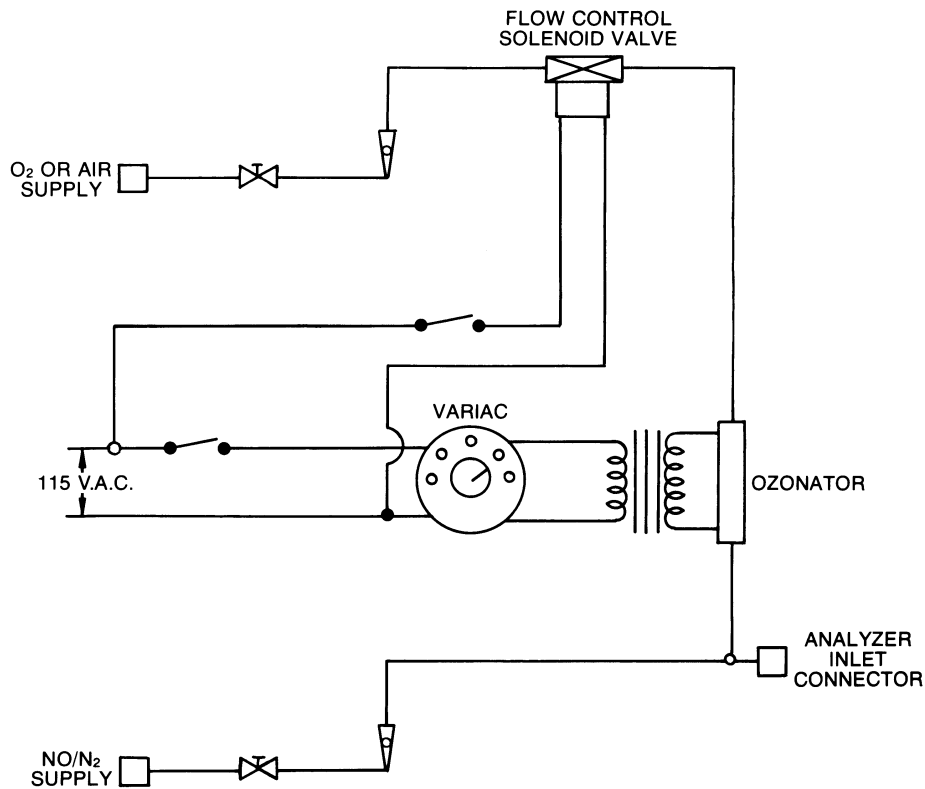 FLOW CONTROL
SOLENOID VALVE
O₂ OR AIR
SUPPLY
VARIAC
115 V.A.C.
OZONATOR
ANALYZER
INLET
CONNECTOR
NO/N₂
SUPPLY